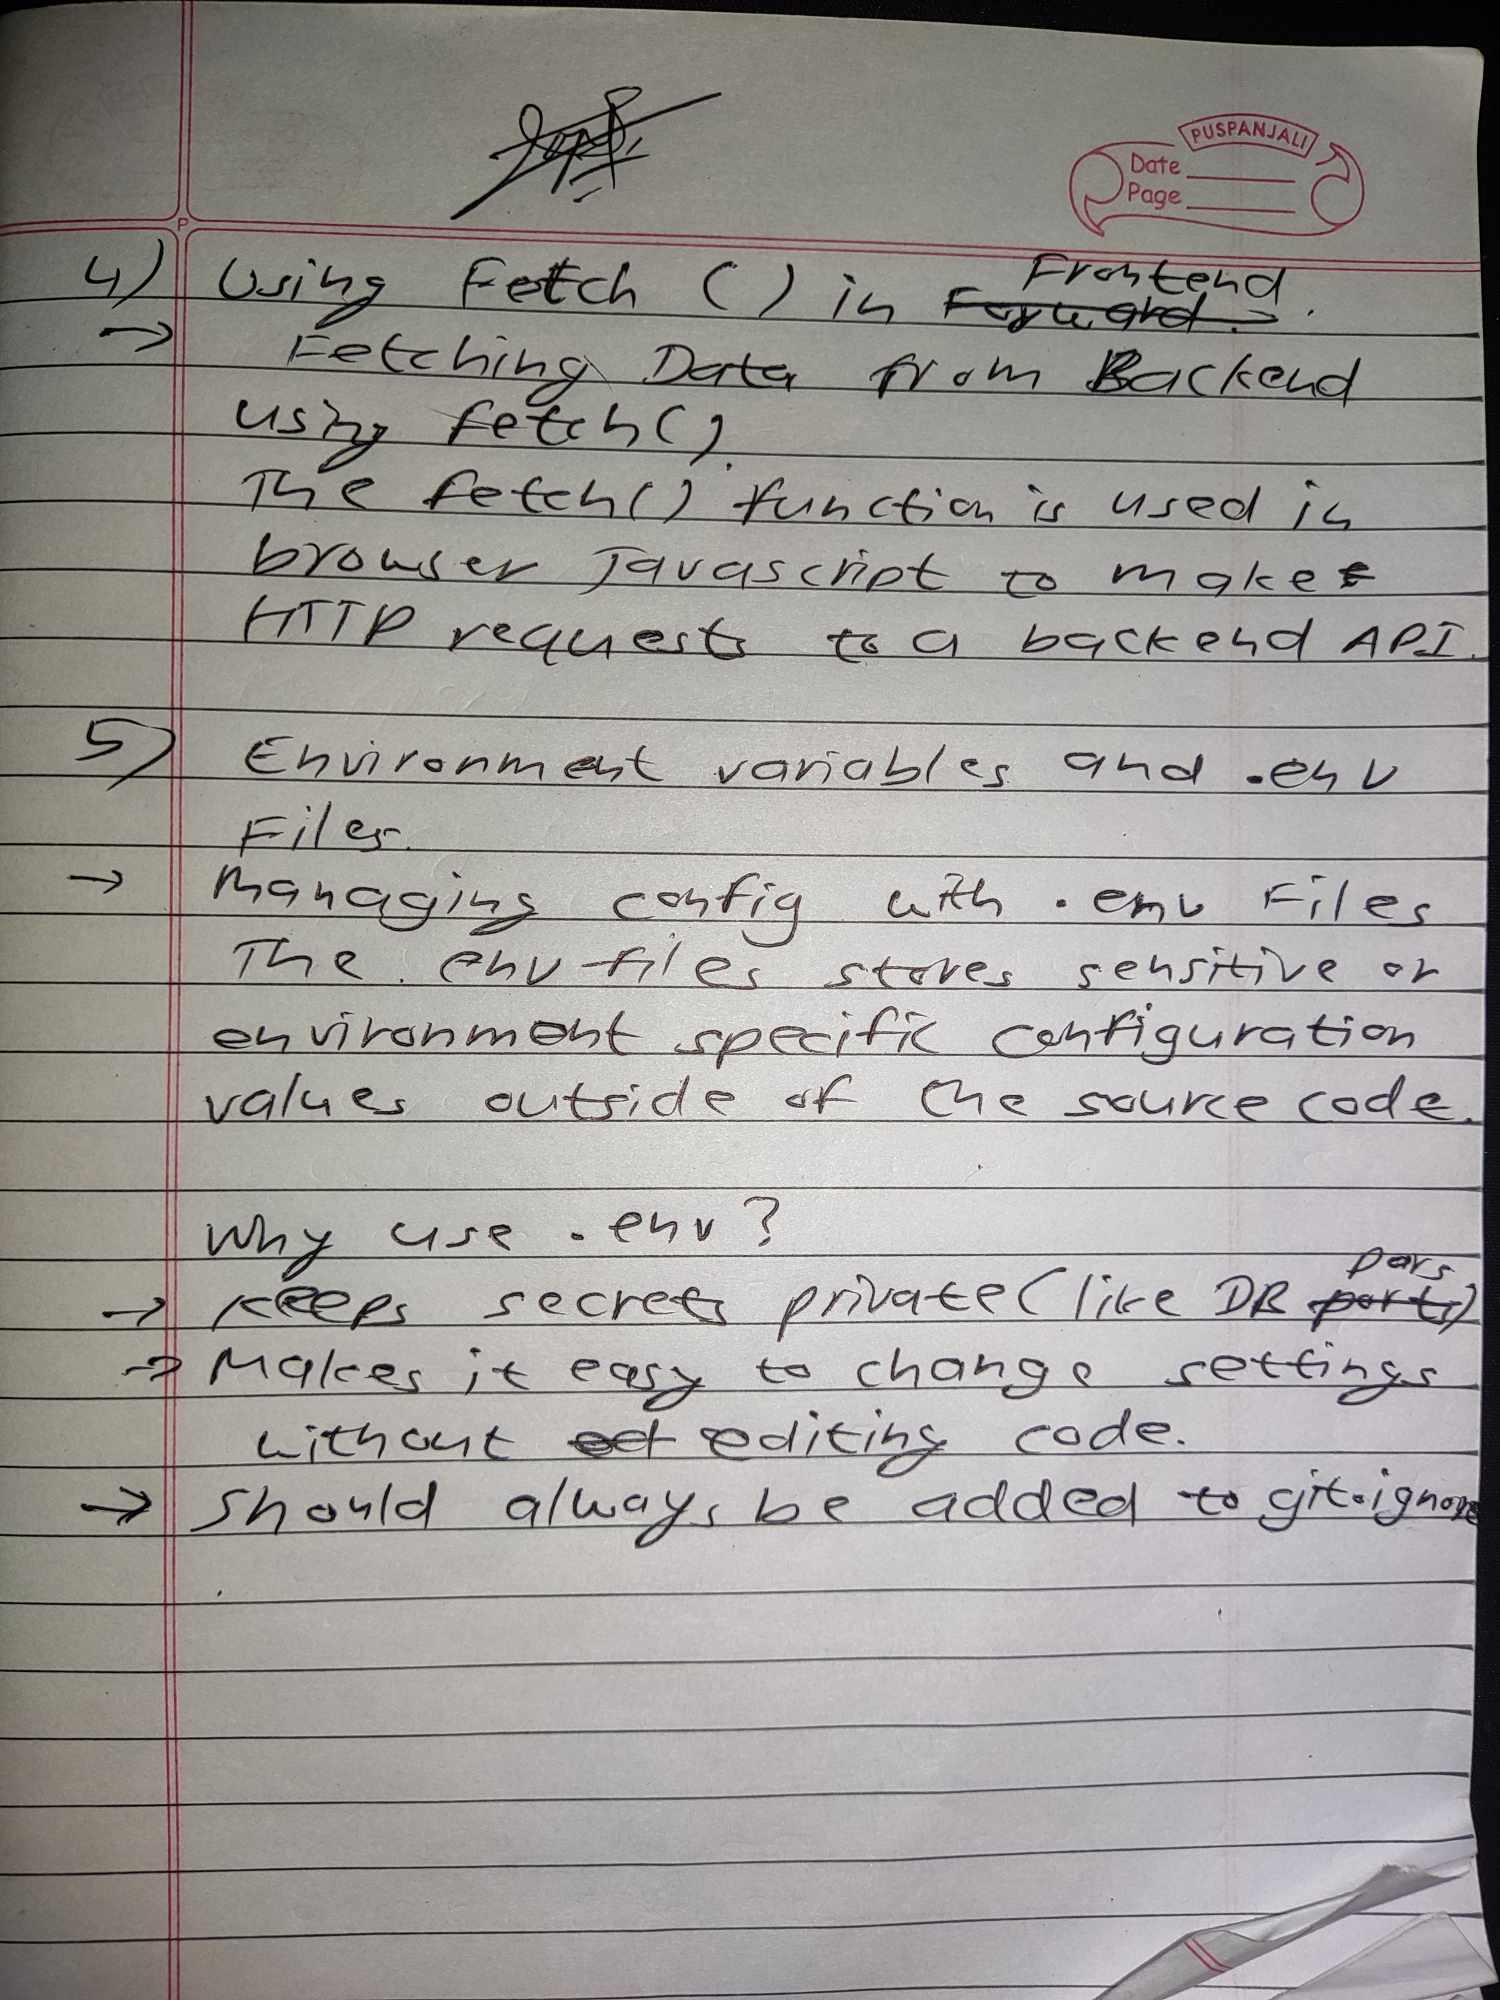 PUSPANJALI
Date
Page
P
4) Using Fetch () in Frontend
Forward.
→ Fetching Data from Backend
using fetch().
The fetch() function is used in
browser Javascript to make
HTTP requests to a backend API.
5) Environment variables and .env
Files.
→ Managing config with .env Files
The .env files stores sensitive or
environment specific configuration
values outside of the source code.
Why use .env?
→ Keeps secrets private (like DB pars
ports)
→ Makes it easy to change settings
without editing code.
→ Should always be added to git.ignore